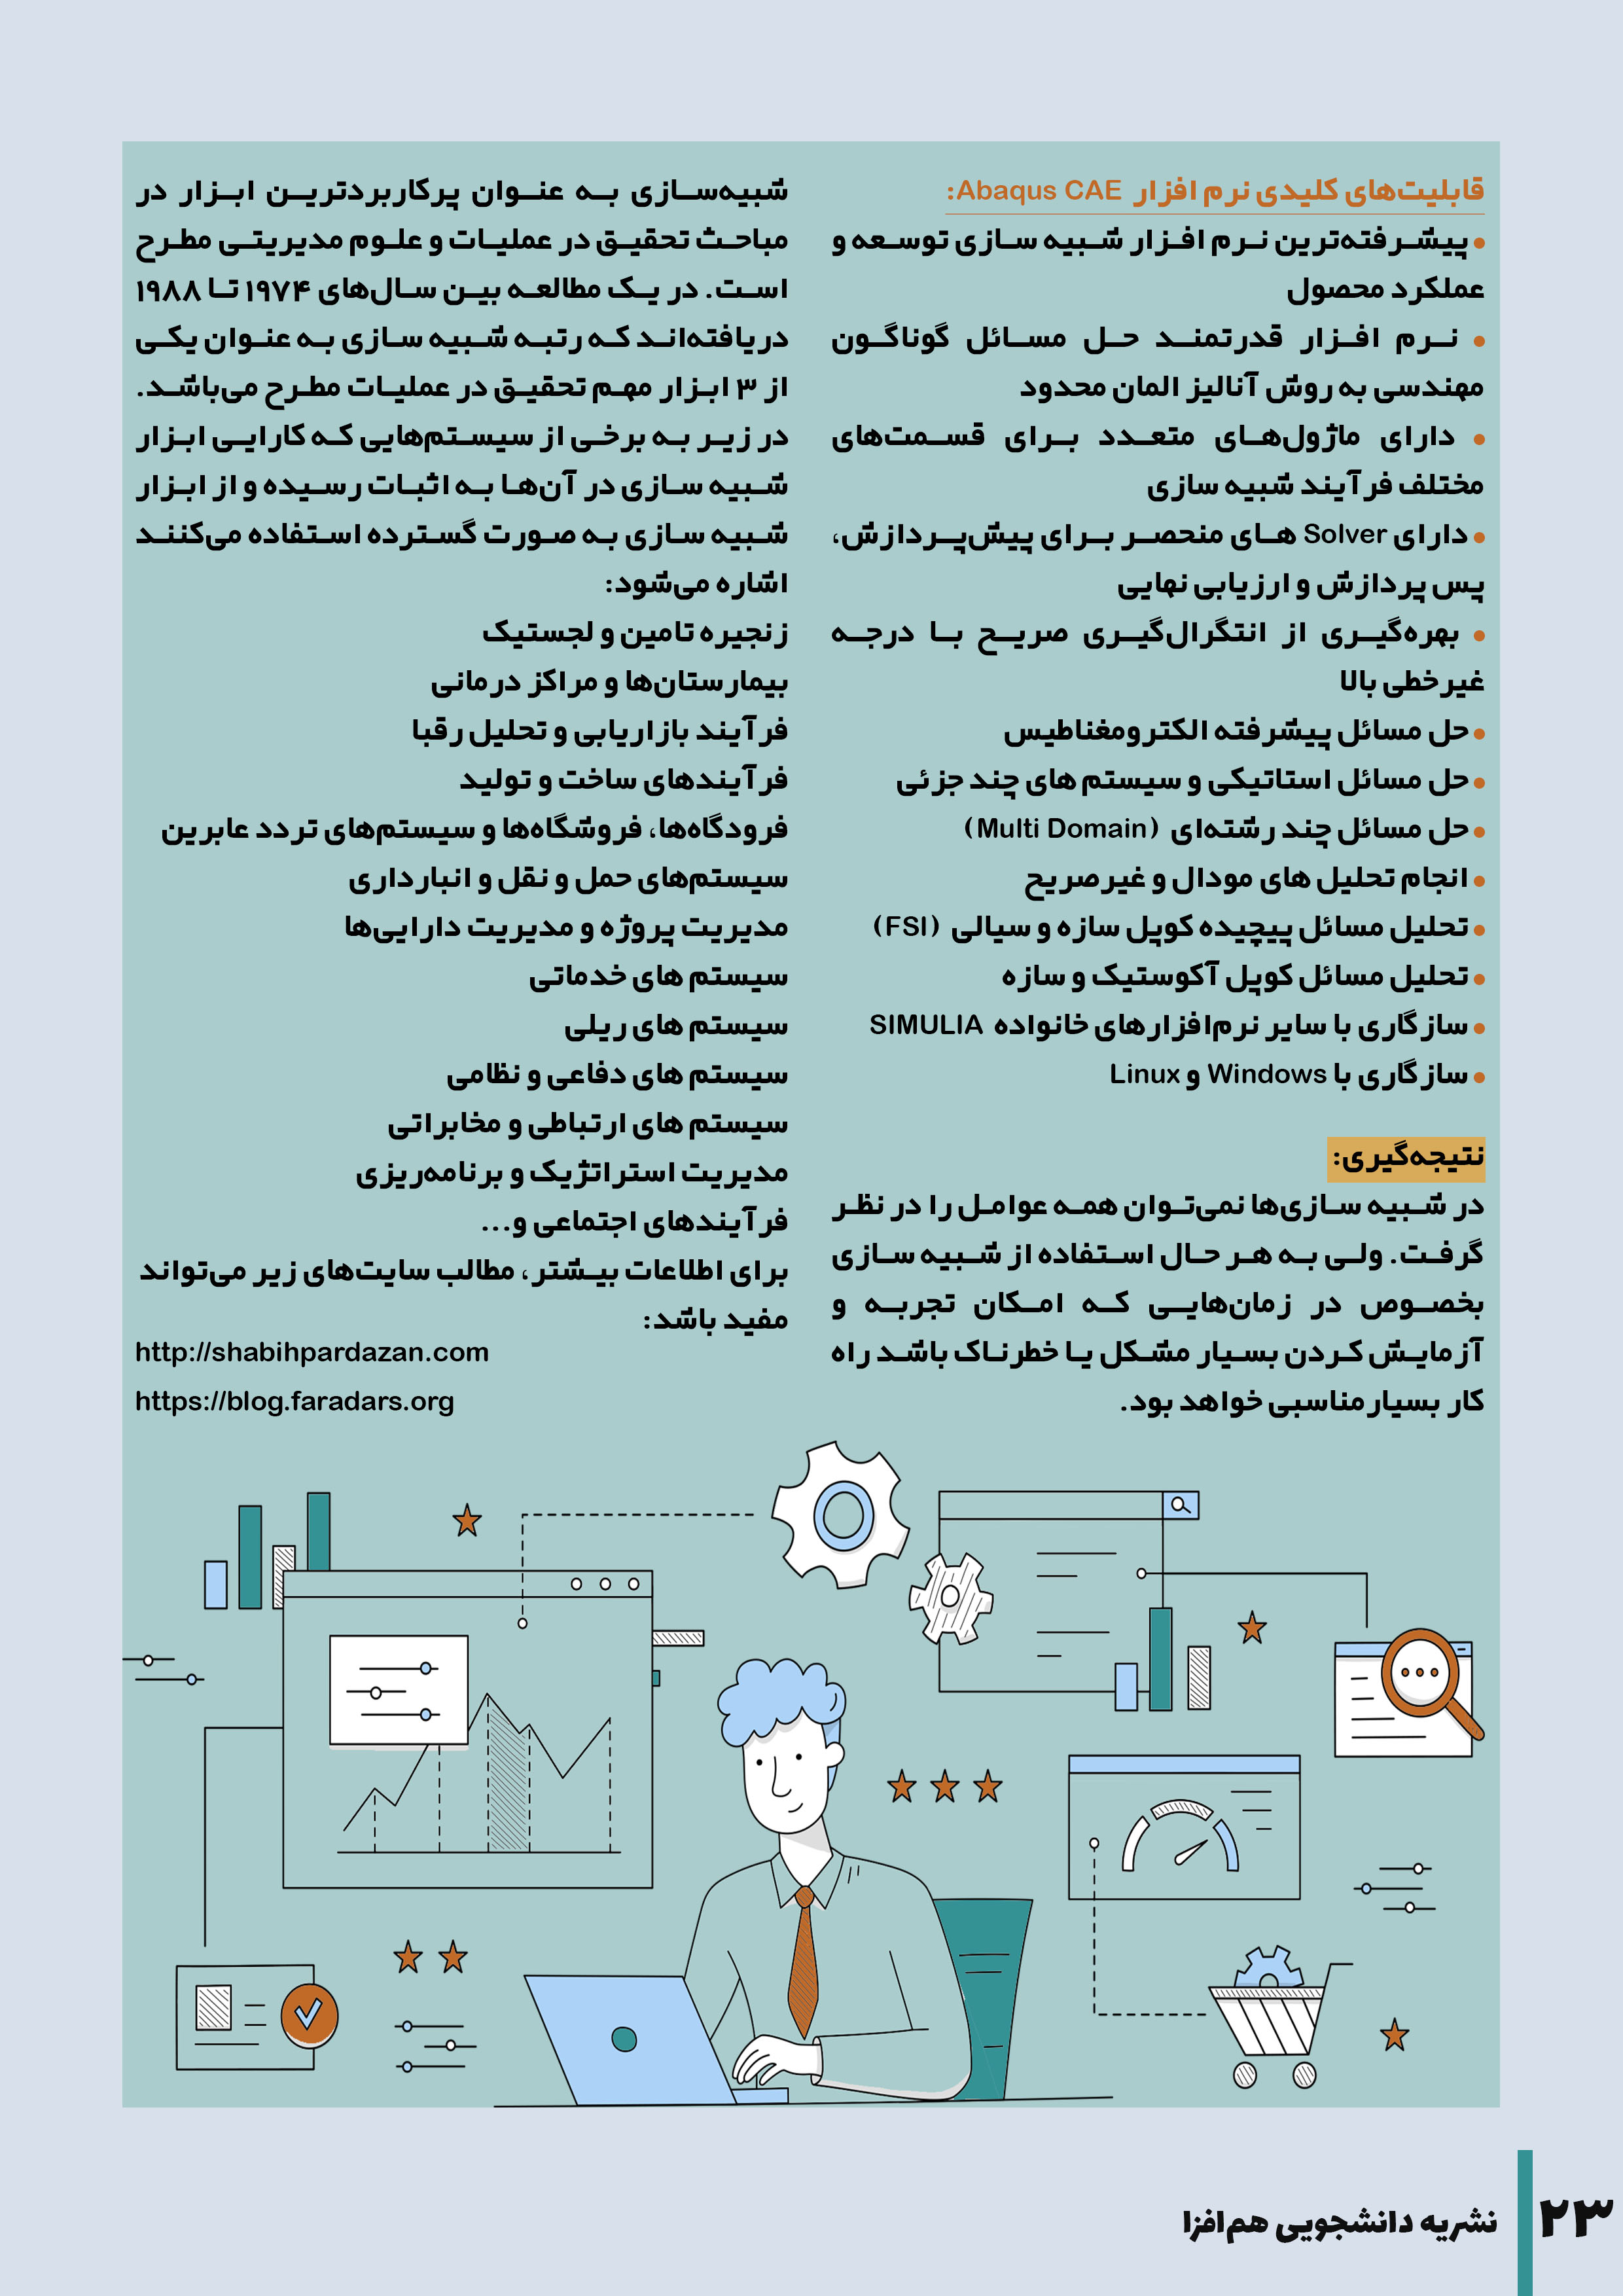 قابلیت‌های کلیدی نرم افزار Abaqus CAE:
• پیشرفته‌ترین نرم افزار شبیه سازی توسعه و
عملکرد محصول
• نرم افزار قدرتمند حل مسائل گوناگون
مهندسی به روش آنالیز المان محدود
• دارای ماژول‌های متعدد برای قسمت‌های
مختلف فرآیند شبیه سازی
• دارای Solver های منحصر برای پیش‌پردازش،
پس پردازش و ارزیابی نهایی
• بهره‌گیری از انتگرال‌گیری صریح با درجه
غیرخطی بالا
• حل مسائل پیشرفته الکترومغناطیس
• حل مسائل استاتیکی و سیستم های چند جزئی
• حل مسائل چند رشته‌ای (Multi Domain)
• انجام تحلیل های مودال و غیرصریح
• تحلیل مسائل پیچیده کوپل سازه و سیالی (FSI)
• تحلیل مسائل کوپل آکوستیک و سازه
• سازگاری با سایر نرم‌افزارهای خانواده SIMULIA
• سازگاری با Windows و Linux
نتیجه‌گیری:
در شبیه سازی‌ها نمی‌توان همه عوامل را در نظر
گرفت. ولی به هر حال استفاده از شبیه سازی
بخصوص در زمان‌هایی که امکان تجربه و
آزمایش کردن بسیار مشکل یا خطرناک باشد راه
کار بسیار مناسبی خواهد بود.
شبیه‌سازی به عنوان پرکاربردترین ابزار در
مباحث تحقیق در عملیات و علوم مدیریتی مطرح
است. در یک مطالعه بین سال‌های ۱۹۷۴ تا ۱۹۸۸
دریافته‌اند که رتبه شبیه سازی به عنوان یکی
از ۳ ابزار مهم تحقیق در عملیات مطرح می‌باشد.
در زیر به برخی از سیستم‌هایی که کارایی ابزار
شبیه سازی در آن‌ها به اثبات رسیده و از ابزار
شبیه سازی به صورت گسترده استفاده می‌کنند
اشاره می‌شود:
زنجیره تامین و لجستیک
بیمارستان‌ها و مراکز درمانی
فرآیند بازاریابی و تحلیل رقبا
فرآیندهای ساخت و تولید
فرودگاه‌ها، فروشگاه‌ها و سیستم‌های تردد عابرین
سیستم‌های حمل و نقل و انبارداری
مدیریت پروژه و مدیریت دارایی‌ها
سیستم های خدماتی
سیستم های ریلی
سیستم های دفاعی و نظامی
سیستم های ارتباطی و مخابراتی
مدیریت استراتژیک و برنامه‌ریزی
فرآیندهای اجتماعی و...
برای اطلاعات بیشتر، مطالب سایت‌های زیر می‌تواند
مفید باشد:
http://shabihpardazan.com
https://blog.faradars.org
نشریه دانشجویی هم‌افزا
۲۳